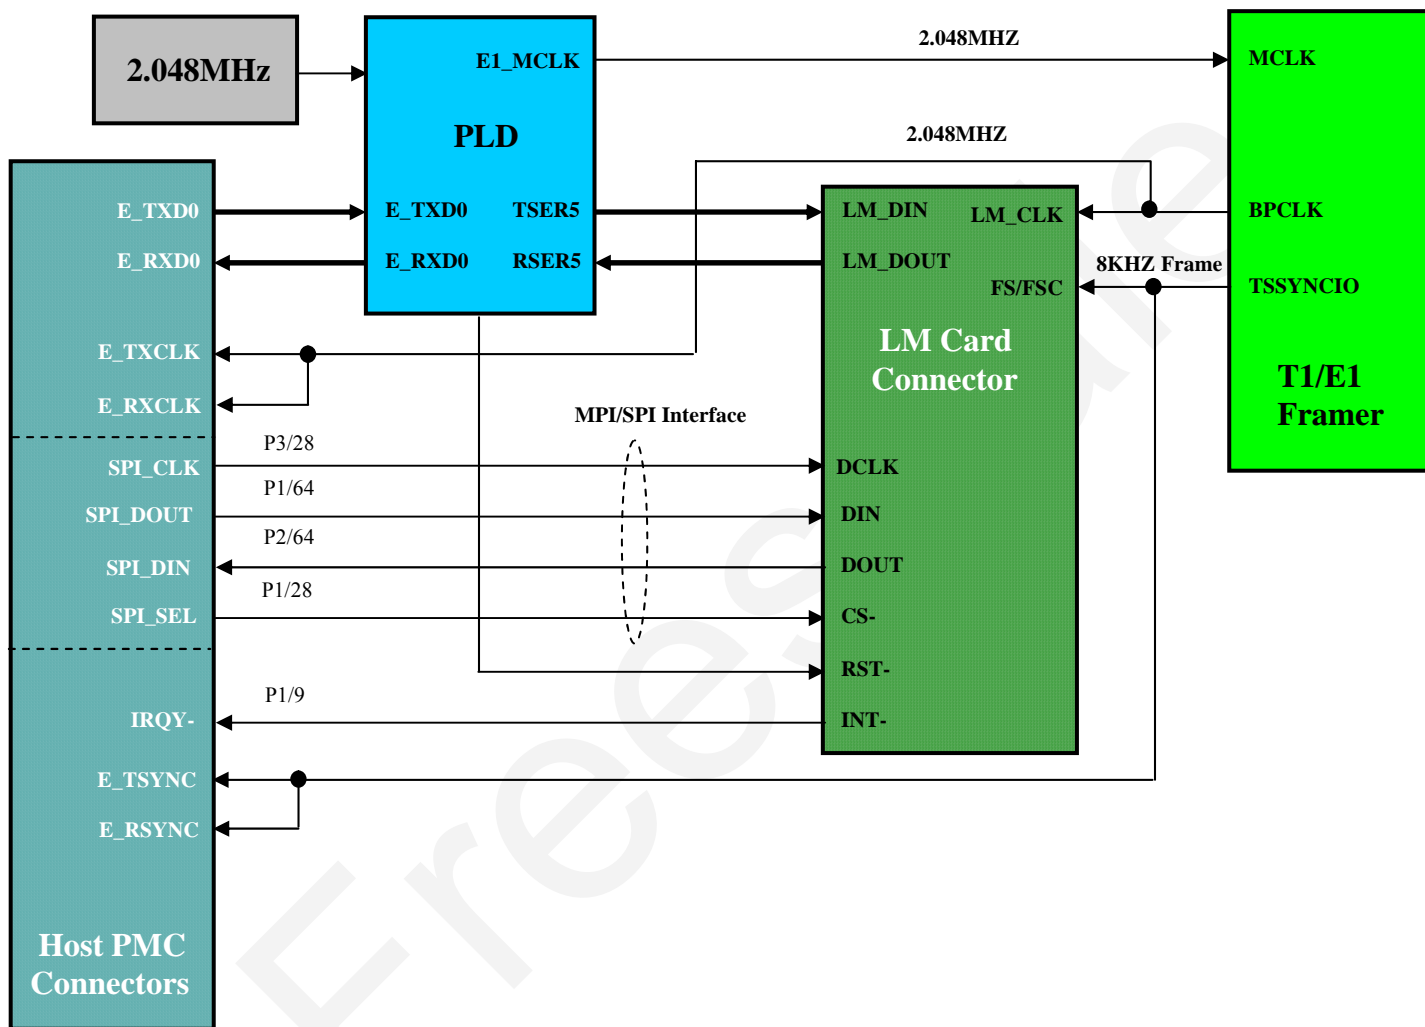 2.048MHz
E1_MCLK
PLD
2.048MHZ
MCLK
2.048MHZ
E_TXD0
E_TXD0
TSER5
LM_DIN
LM_CLK
BPCLK
E_RXD0
E_RXD0
RSER5
LM_DOUT
8KHZ Frame
FS/FSC
TSSYNCIO
E_TXCLK
LM Card
Connector
T1/E1
Framer
E_RXCLK
MPI/SPI Interface
P3/28
SPI_CLK
DCLK
P1/64
SPI_DOUT
DIN
P2/64
SPI_DIN
DOUT
P1/28
SPI_SEL
CS-
RST-
P1/9
IRQY-
INT-
E_TSYNC
E_RSYNC
Host PMC
Connectors